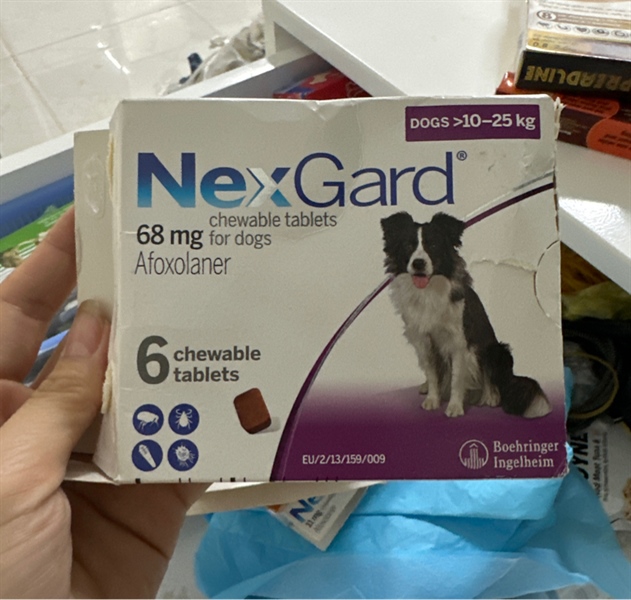 DOGS >10–25 kg
NexGard®
chewable tablets
68 mg for dogs
Afoxolaner
6 chewable
tablets
EU/2/13/159/009
Boehringer
Ingelheim